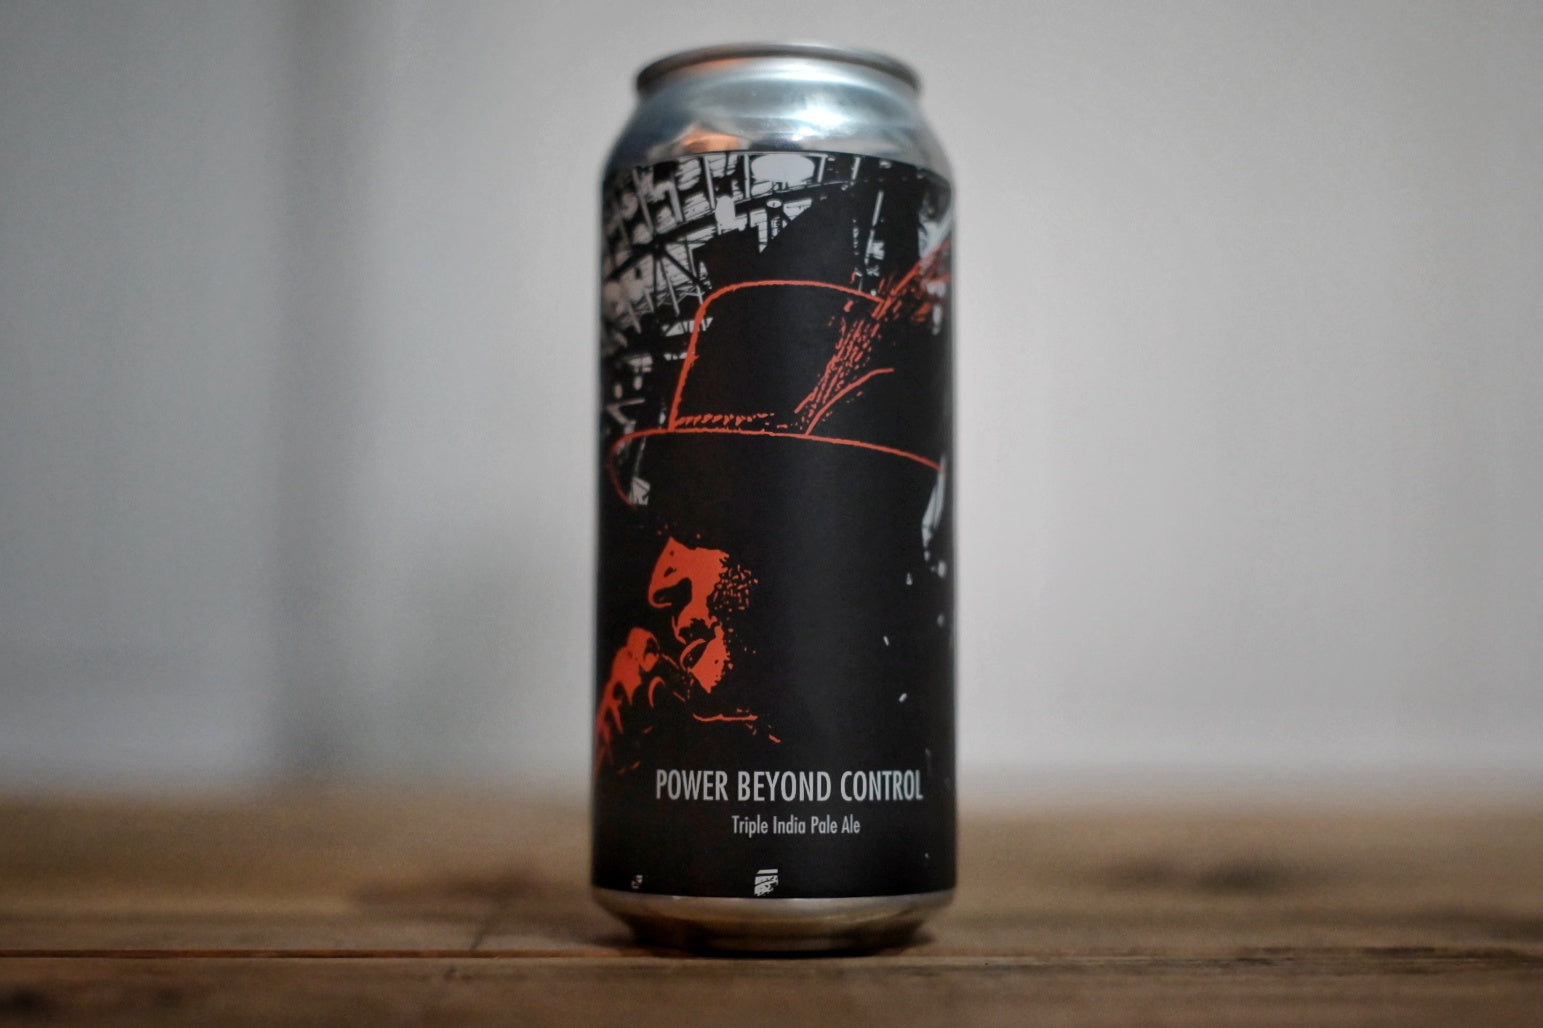 POWER BEYOND CONTROL
Triple India Pale Ale